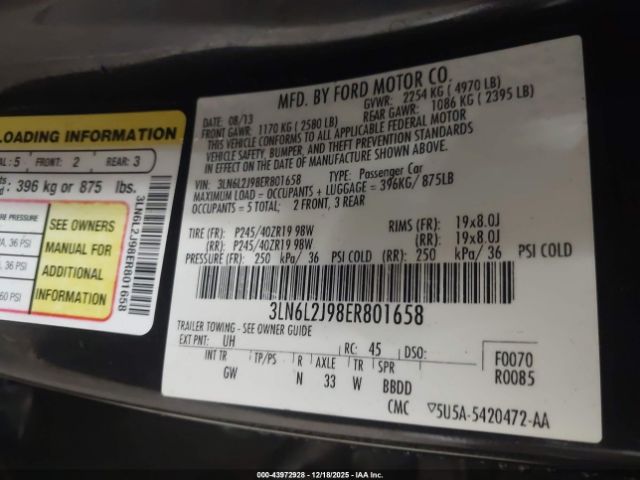 LOADING INFORMATION
AL: 5 FRONT: 2 REAR: 3
: 396 kg or 875 lbs.
SEE OWNERS
MANUAL FOR
ADDITIONAL
INFORMATION
36 PSI
36 PSI
60 PSI
3LN6L2J98ER801658
MFD. BY FORD MOTOR CO.
DATE: 08/13 GVWR: 2254 KG ( 4970 LB)
FRONT GAWR: 1170 KG ( 2580 LB) REAR GAWR: 1086 KG ( 2395 LB)
THIS VEHICLE CONFORMS TO ALL APPLICABLE FEDERAL MOTOR
VEHICLE SAFETY, BUMPER, AND THEFT PREVENTION STANDARDS
IN EFFECT ON THE DATE OF MANUFACTURE SHOWN ABOVE.
VIN: 3LN6L2J98ER801658 TYPE: Passenger Car
MAXIMUM LOAD = OCCUPANTS + LUGGAGE = 396KG/ 875LB
OCCUPANTS = 5 TOTAL; 2 FRONT, 3 REAR
TIRE (FR): P245/40ZR19 98W RIMS (FR): 19x8.0J
(RR): P245/40ZR19 98W (RR): 19x8.0J
PRESSURE (FR): 250 kPa/ 36 PSI COLD (RR): 250 kPa/ 36 PSI COLD
3LN6L2J98ER801658
TRAILER TOWING - SEE OWNER GUIDE
EXT PNT: UH RC: 45 DSO: F0070
INT TR TP/PS R AXLE TR SPR R0085
GW N 33 W BBDD
CMC 5U5A-5420472-AA
000-43972928 - 12/18/2025 - IAA, Inc.